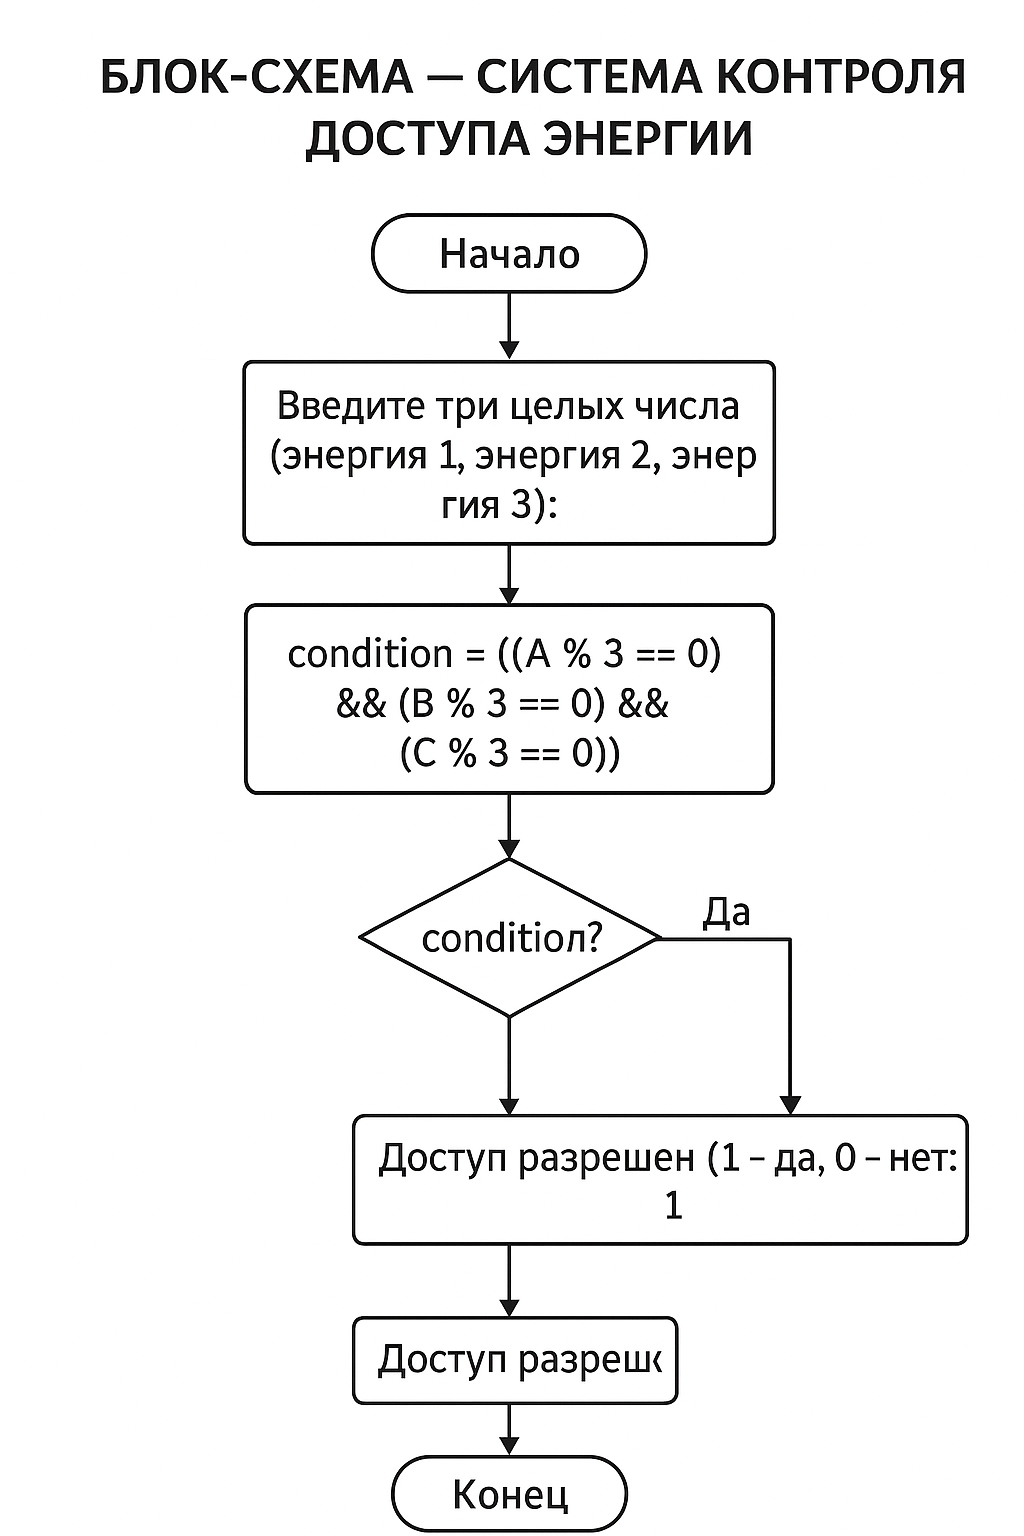 БЛОК-СХЕМА — СИСТЕМА КОНТРОЛЯ
ДОСТУПА ЭНЕРГИИ
Начало
Введите три целых числа
(энергия 1, энергия 2, энер
гия 3):
condition = ((A % 3 == 0)
&& (B % 3 == 0) &&
(C % 3 == 0))
conditioл?
Да
Доступ разрешен (1 – да, 0 – нет:
1
Доступ разреш
Конец